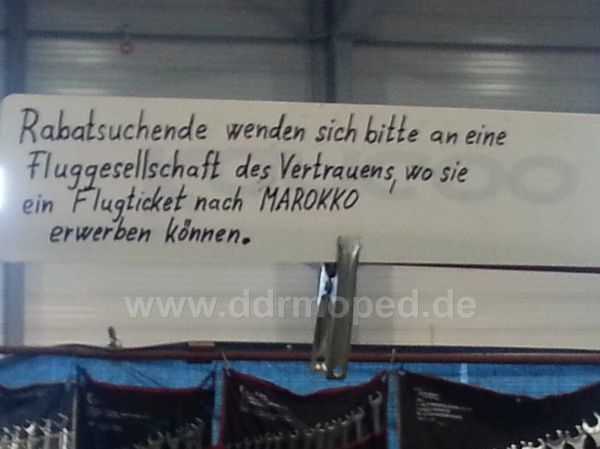 Rabatsuchende wenden sich bitte an eine
Fluggesellschaft des Vertrauens, wo sie
ein Flugticket nach MAROKKO
erwerben können.
www.ddrmoped.de